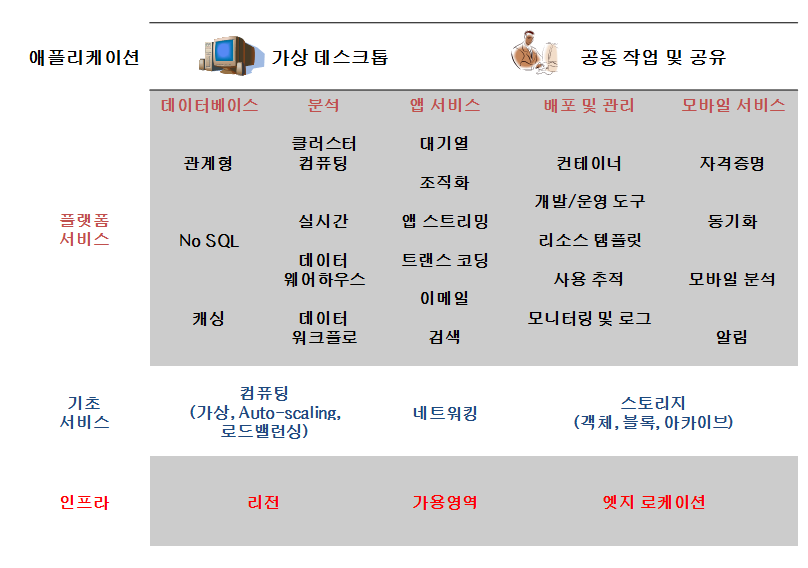 애플리케이션 가상 데스크톱 공동 작업 및 공유
데이터베이스 분석 앱 서비스 배포 및 관리 모바일 서비스
플랫폼
서비스
관계형
No SQL
캐싱
클러스터
컴퓨팅
실시간
데이터
웨어하우스
데이터
워크플로
대기열
조직화
앱 스트리밍
트랜스 코딩
이메일
검색
컨테이너
개발/운영 도구
리소스 템플릿
사용 추적
모니터링 및 로그
자격증명
동기화
모바일 분석
알림
기초
서비스
컴퓨팅
(가상, Auto-scaling,
로드밸런싱)
네트워킹
스토리지
(객체, 블록, 아카이브)
인프라 리전 가용영역 엣지 로케이션